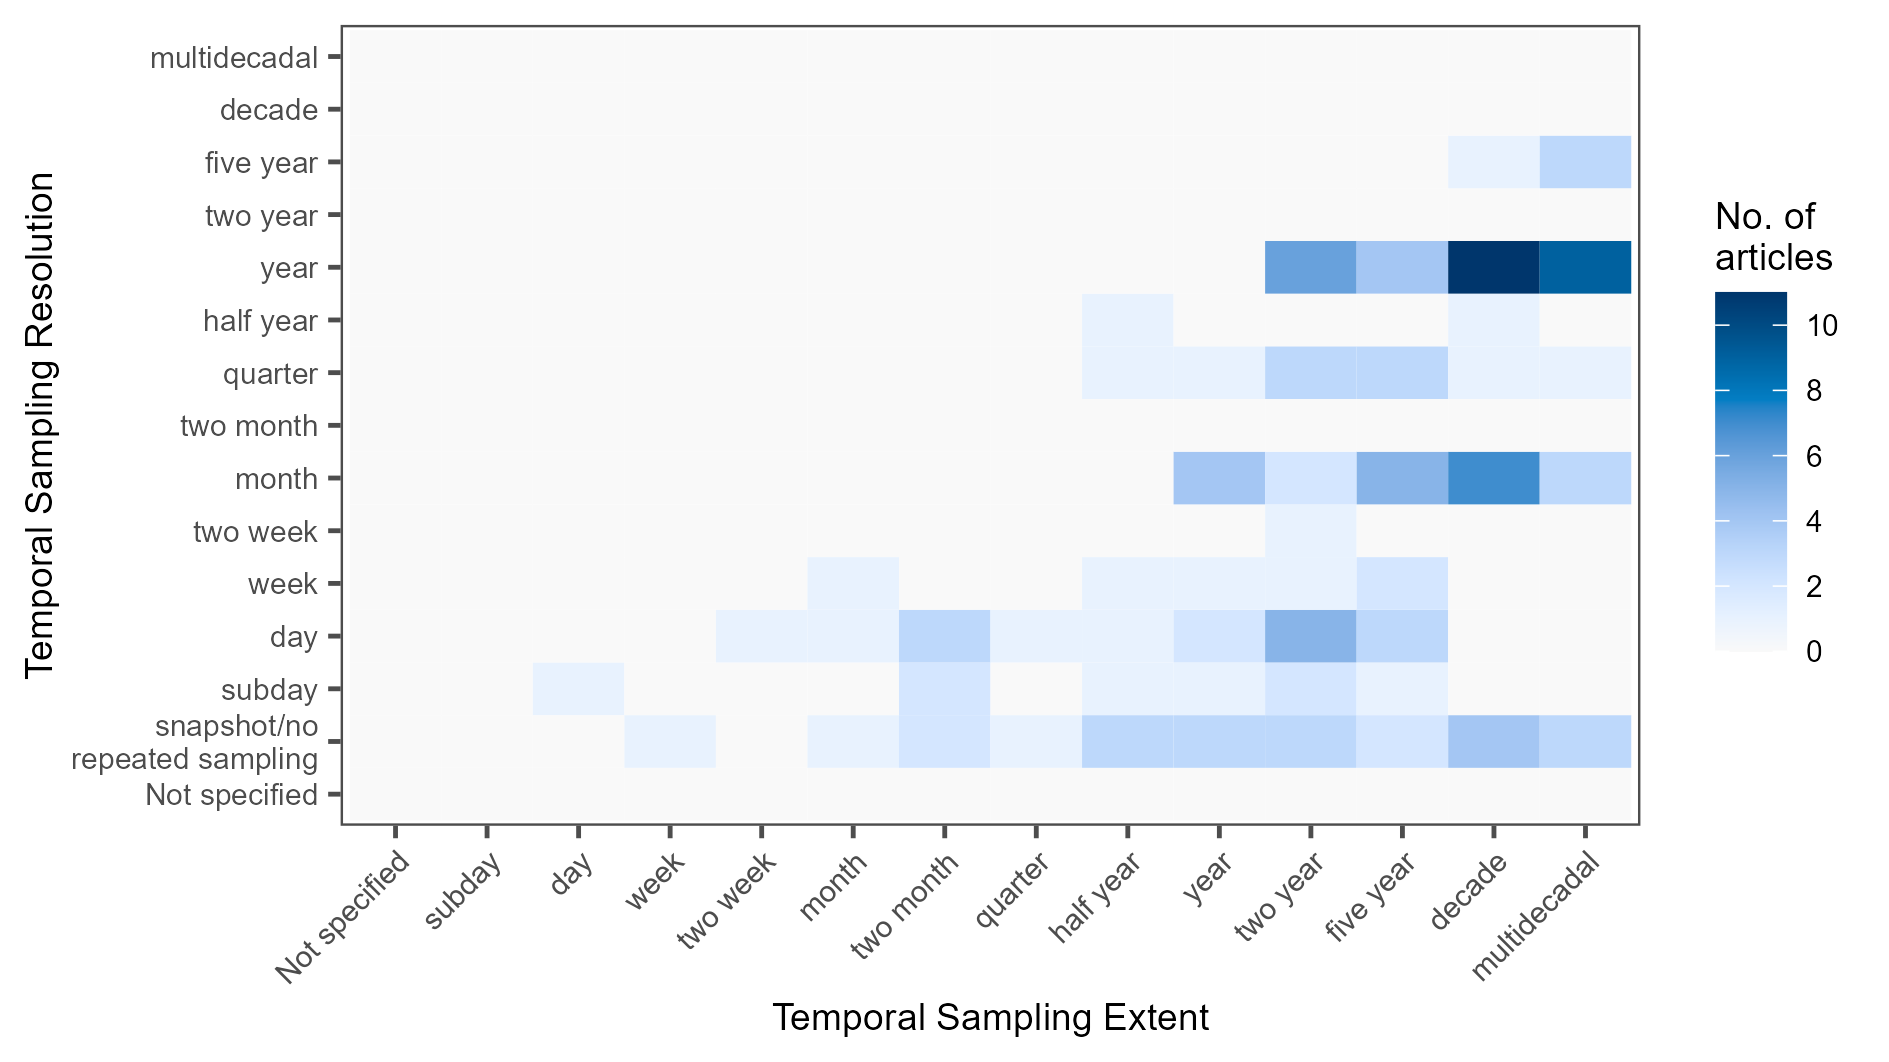 multidecadal
decade
five year
two year
year
half year
quarter
two month
month
two week
week
day
subday
snapshot/no
repeated sampling
Not specified
Temporal Sampling Resolution
Not specified
subday
day
week
two week
month
two month
quarter
half year
year
two year
five year
decade
multidecadal
Temporal Sampling Extent
No. of
articles
10
8
6
4
2
0